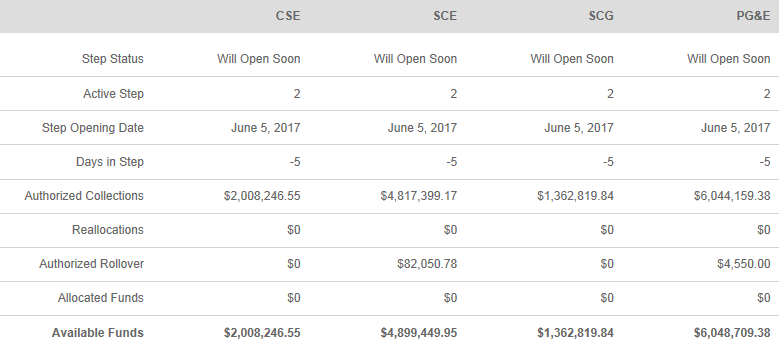 CSE SCE SCG PG&E
Step Status Will Open Soon Will Open Soon Will Open Soon Will Open Soon
Active Step 2 2 2 2
Step Opening Date June 5, 2017 June 5, 2017 June 5, 2017 June 5, 2017
Days in Step -5 -5 -5 -5
Authorized Collections $2,008,246.55 $4,817,399.17 $1,362,819.84 $6,044,159.38
Reallocations $0 $0 $0 $0
Authorized Rollover $0 $82,050.78 $0 $4,550.00
Allocated Funds $0 $0 $0 $0
Available Funds $2,008,246.55 $4,899,449.95 $1,362,819.84 $6,048,709.38